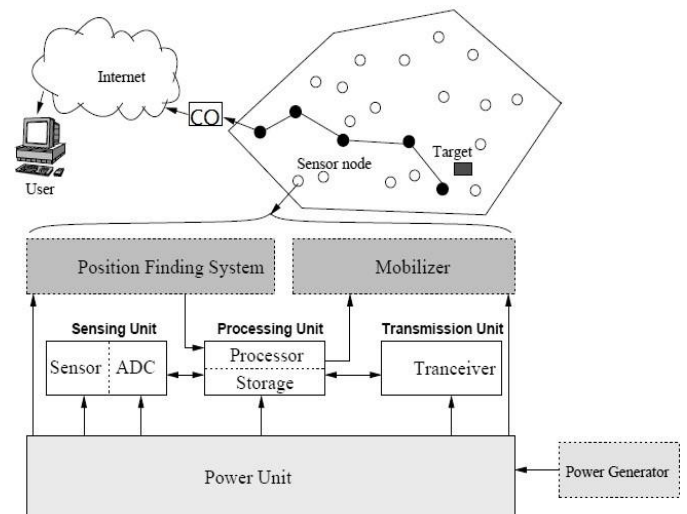 Internet
CO
Target
Sensor node
User
Position Finding System
Mobilizer
Sensing Unit
Processing Unit
Transmission Unit
Sensor
ADC
Processor
Storage
Tranceiver
Power Unit
Power Generator